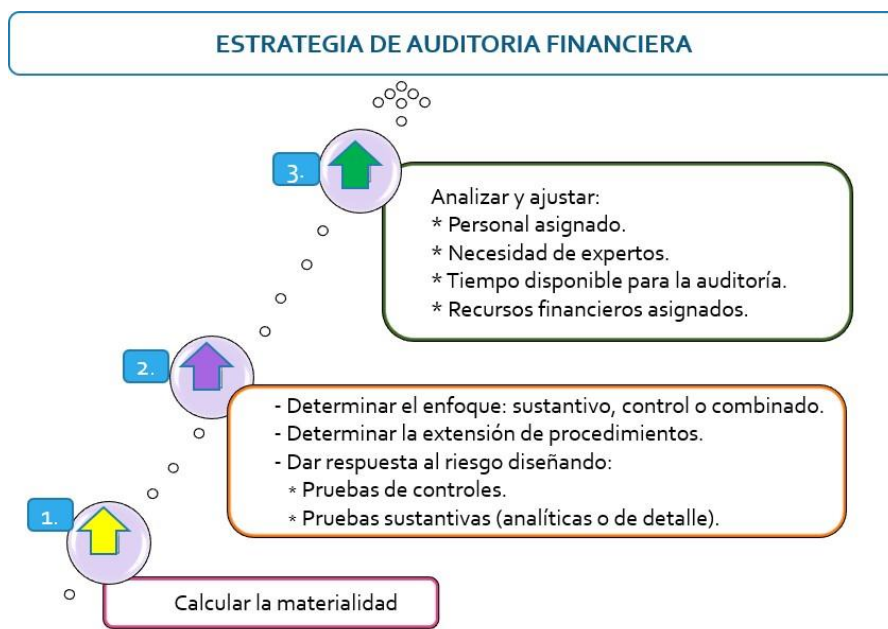 ESTRATEGIA DE AUDITORIA FINANCIERA
3.
Analizar y ajustar:
* Personal asignado.
* Necesidad de expertos.
* Tiempo disponible para la auditoría.
* Recursos financieros asignados.
2.
- Determinar el enfoque: sustantivo, control o combinado.
- Determinar la extensión de procedimientos.
- Dar respuesta al riesgo diseñando:
* Pruebas de controles.
* Pruebas sustantivas (analíticas o de detalle).
1.
Calcular la materialidad